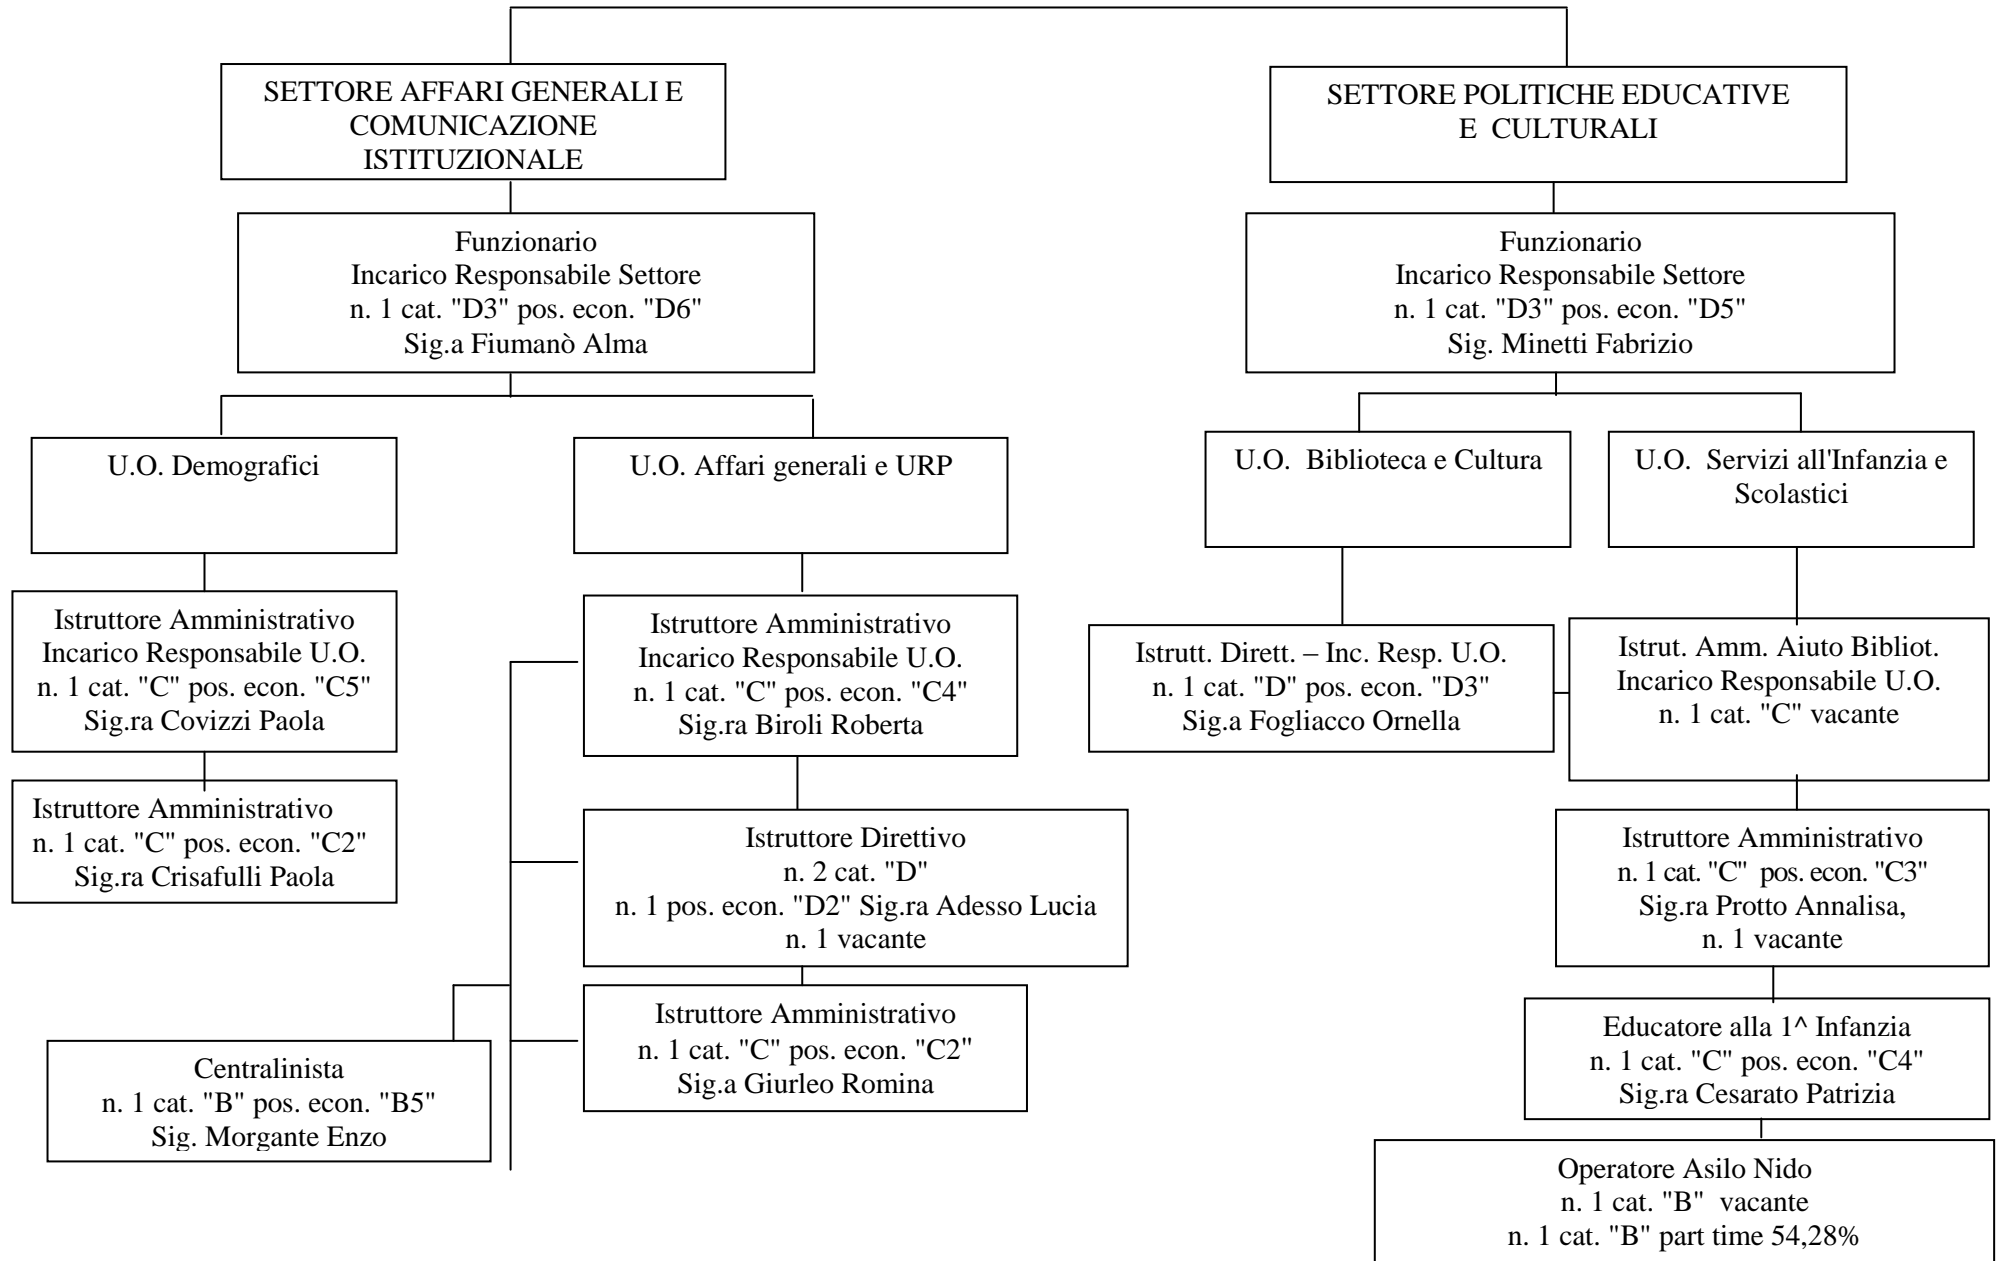 SETTORE AFFARI GENERALI E
COMUNICAZIONE
ISTITUZIONALE
SETTORE POLITICHE EDUCATIVE
E CULTURALI
Funzionario
Incarico Responsabile Settore
n. 1 cat. "D3" pos. econ. "D6"
Sig.a Fiumanò Alma
Funzionario
Incarico Responsabile Settore
n. 1 cat. "D3" pos. econ. "D5"
Sig. Minetti Fabrizio
U.O. Demografici
U.O. Affari generali e URP
U.O. Biblioteca e Cultura
U.O. Servizi all'Infanzia e
Scolastici
Istruttore Amministrativo
Incarico Responsabile U.O.
n. 1 cat. "C" pos. econ. "C5"
Sig.ra Covizzi Paola
Istruttore Amministrativo
Incarico Responsabile U.O.
n. 1 cat. "C" pos. econ. "C4"
Sig.ra Biroli Roberta
Istrutt. Dirett. – Inc. Resp. U.O.
n. 1 cat. "D" pos. econ. "D3"
Sig.a Fogliacco Ornella
Istrut. Amm. Aiuto Bibliot.
Incarico Responsabile U.O.
n. 1 cat. "C" vacante
Istruttore Amministrativo
n. 1 cat. "C" pos. econ. "C2"
Sig.ra Crisafulli Paola
Istruttore Direttivo
n. 2 cat. "D"
n. 1 pos. econ. "D2" Sig.ra Adesso Lucia
n. 1 vacante
Istruttore Amministrativo
n. 1 cat. "C" pos. econ. "C3"
Sig.ra Protto Annalisa,
n. 1 vacante
Istruttore Amministrativo
n. 1 cat. "C" pos. econ. "C2"
Sig.a Giurleo Romina
Educatore alla 1^ Infanzia
n. 1 cat. "C" pos. econ. "C4"
Sig.ra Cesarato Patrizia
Centralinista
n. 1 cat. "B" pos. econ. "B5"
Sig. Morgante Enzo
Operatore Asilo Nido
n. 1 cat. "B" vacante
n. 1 cat. "B" part time 54,28%